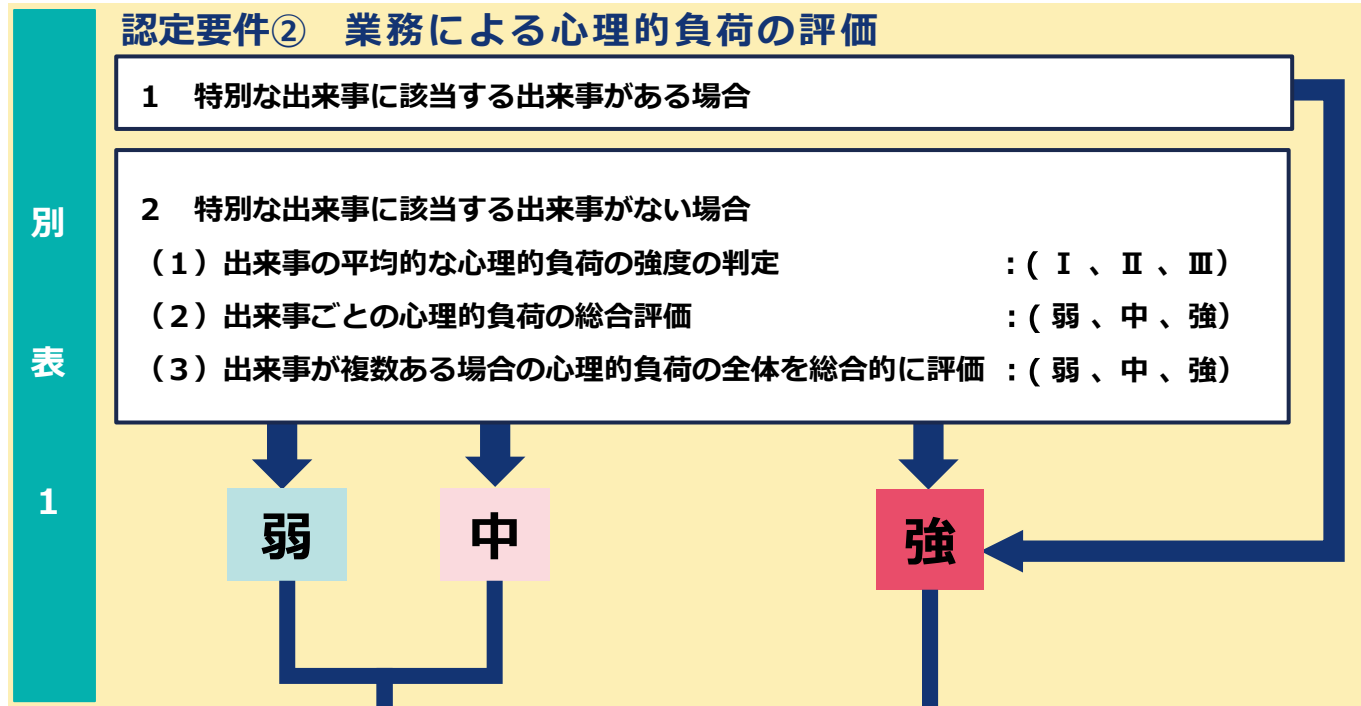 認定要件② 業務による心理的負荷の評価
1 特別な出来事に該当する出来事がある場合
2 特別な出来事に該当する出来事がない場合
(1)出来事の平均的な心理的負荷の強度の判定 :( Ⅰ 、 Ⅱ 、 Ⅲ)
(2)出来事ごとの心理的負荷の総合評価 :( 弱 、 中 、 強)
(3)出来事が複数ある場合の心理的負荷の全体を総合的に評価 :( 弱 、 中 、 強)
別表1
弱
中
強